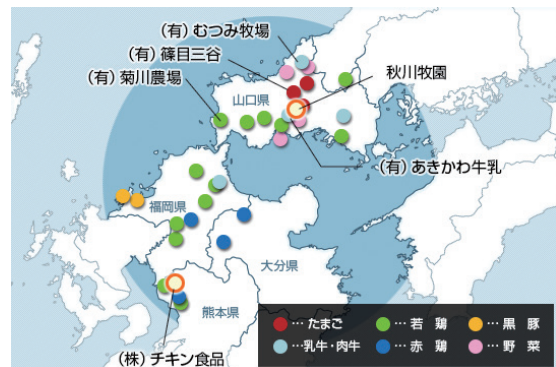 (有) むつみ牧場
(有) 篠目三谷
(有) 菊川農場
秋川牧園
山口県
(有) あきかわ牛乳
福岡県
大分県
熊本県
(株) チキン食品
… たまご
… 若 鶏
… 黒 豚
… 乳牛・肉牛
… 赤 鶏
… 野 菜